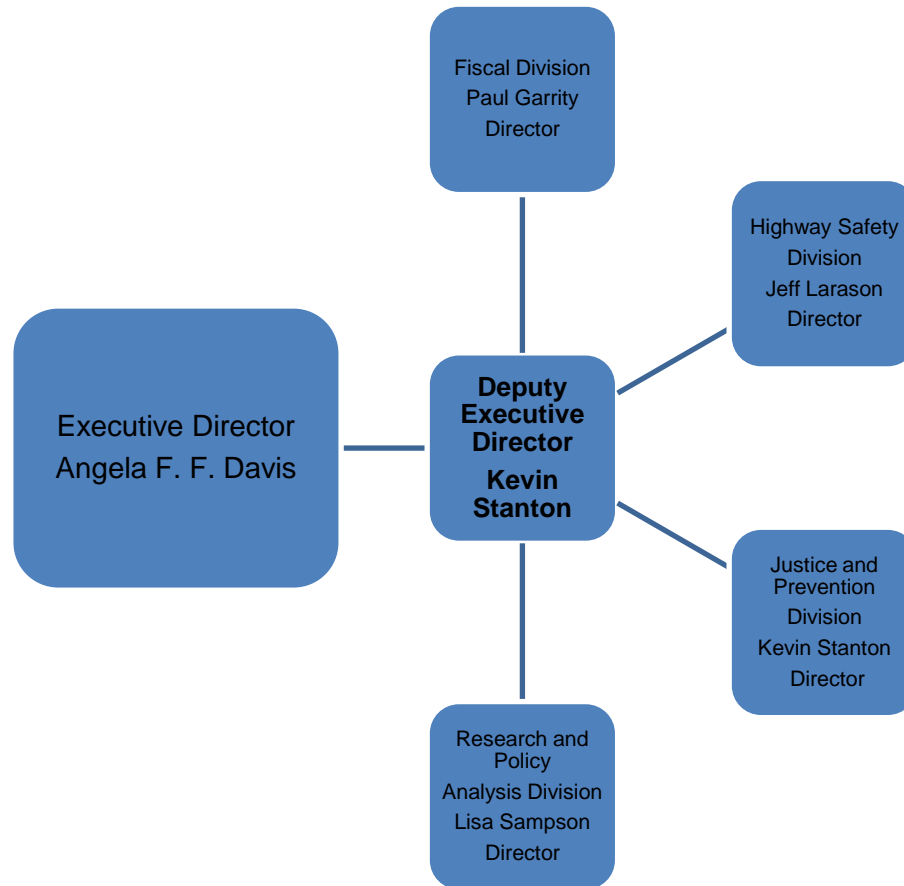 Fiscal Division
Paul Garrity
Director
Highway Safety
Division
Jeff Larason
Director
Executive Director
Angela F. F. Davis
Deputy
Executive
Director
Kevin
Stanton
Justice and
Prevention
Division
Kevin Stanton
Director
Research and
Policy
Analysis Division
Lisa Sampson
Director